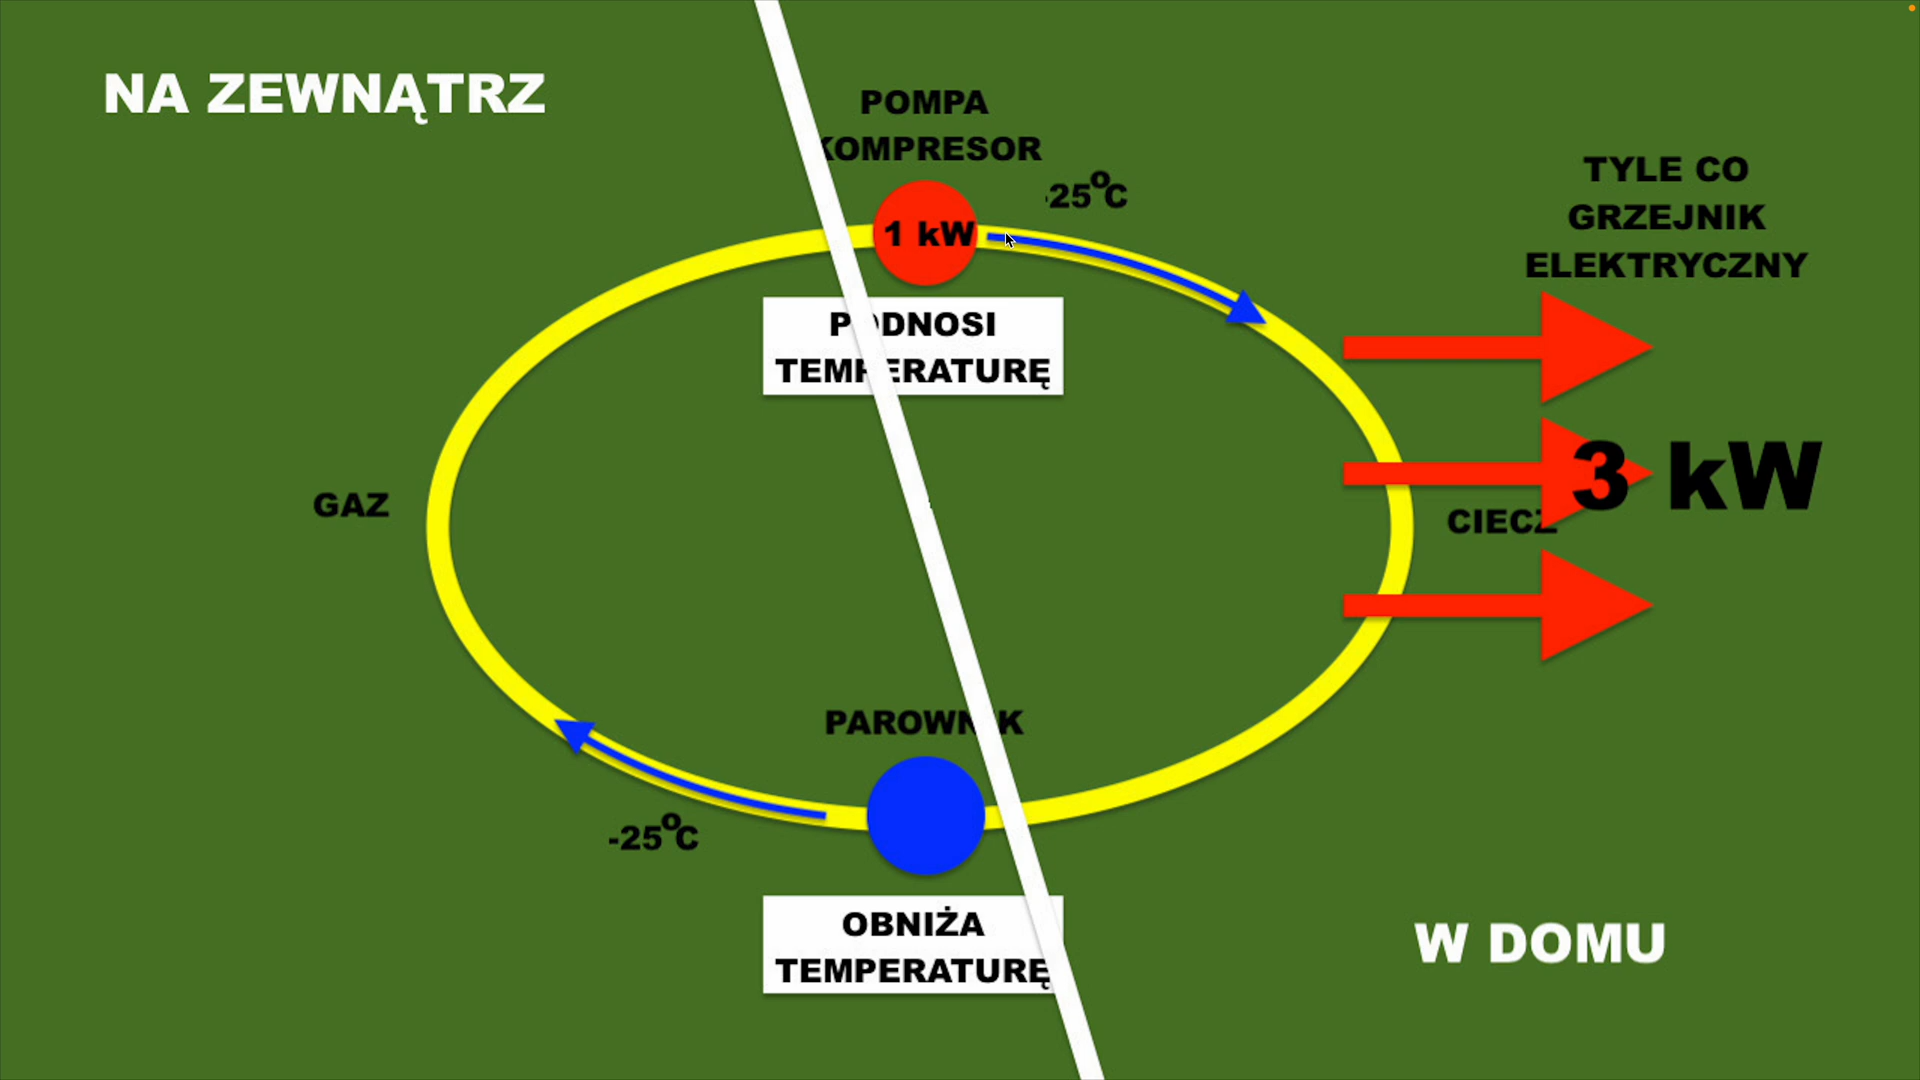 NA ZEWNĄTRZ
POMPA
KOMPRESOR
-25°C
1 kW
TYLE CO
GRZEJNIK
ELEKTRYCZNY
PODNOSI
TEMPERATURĘ
GAZ
3 kW
CIECZ
PAROWNIK
-25°C
OBNIŻA
TEMPERATURĘ
W DOMU